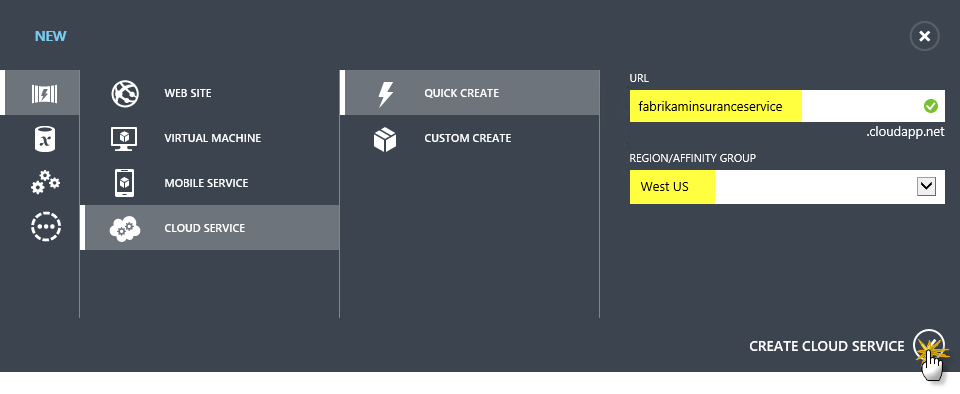 NEW
WEB SITE
VIRTUAL MACHINE
MOBILE SERVICE
CLOUD SERVICE
QUICK CREATE
CUSTOM CREATE
URL
fabrikaminsuranceservice
.cloudapp.net
REGION/AFFINITY GROUP
West US
CREATE CLOUD SERVICE